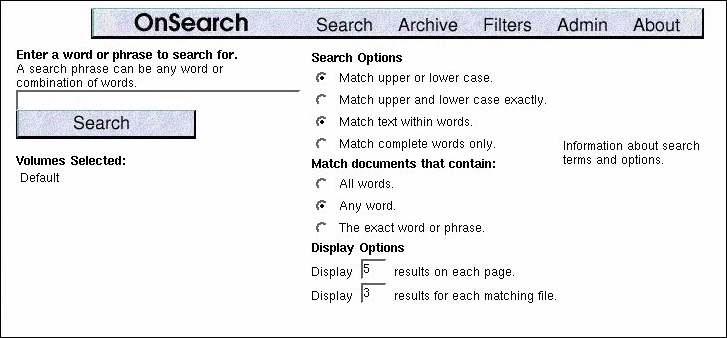 OnSearch Search Archive Filters Admin About
Enter a word or phrase to search for.
A search phrase can be any word or
combination of words.
Search
Volumes Selected:
Default
Search Options
Match upper or lower case.
Match upper and lower case exactly.
Match text within words.
Match complete words only.
Match documents that contain:
All words.
Any word.
The exact word or phrase.
Display Options
Display 5 results on each page.
Display 3 results for each matching file.
Information about search
terms and options.